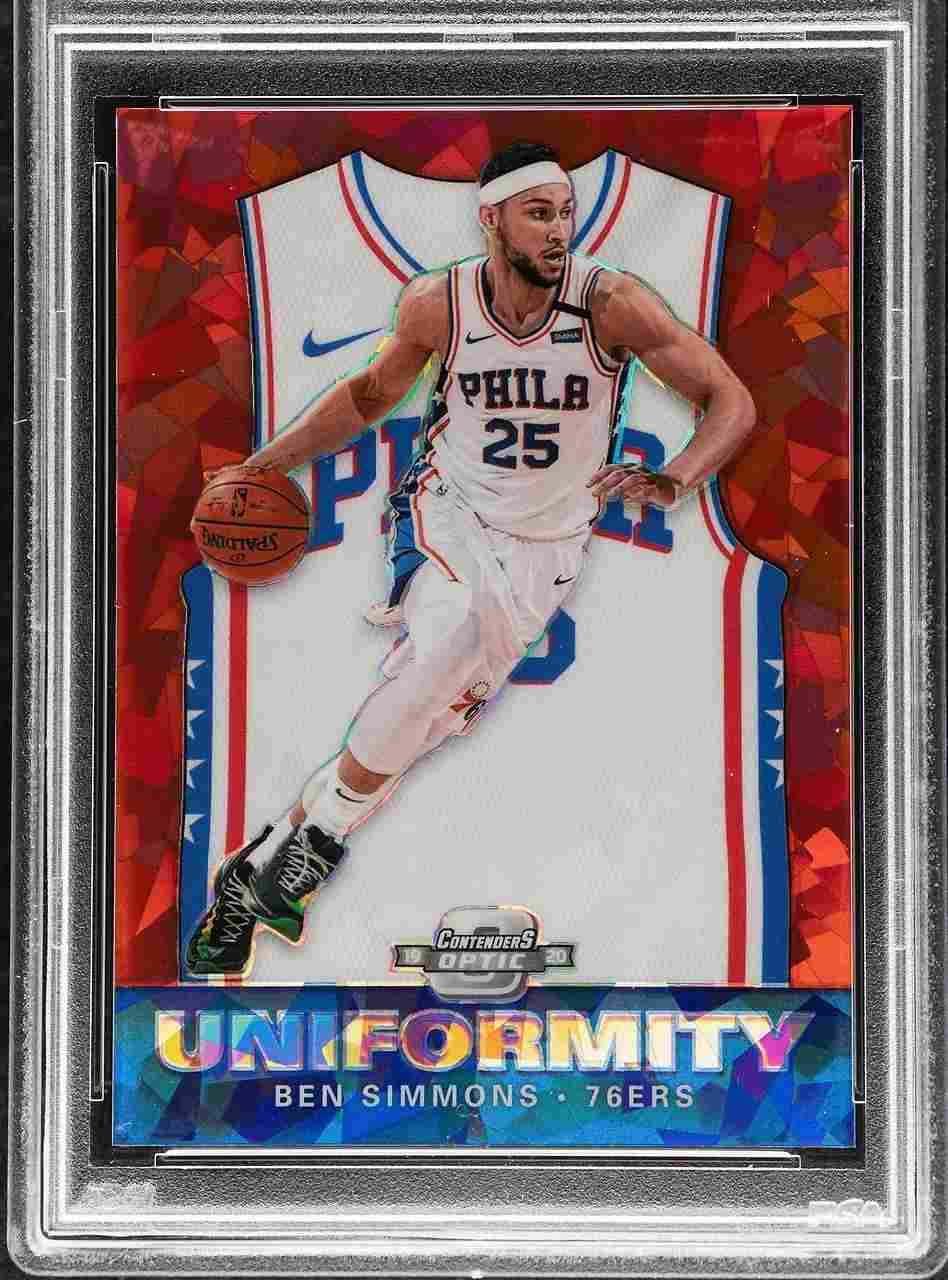 PHILA
25
SPALDING
CONTENDERS
19 OPTIC 20
UNIFORMITY
BEN SIMMONS · 76ERS
PSA